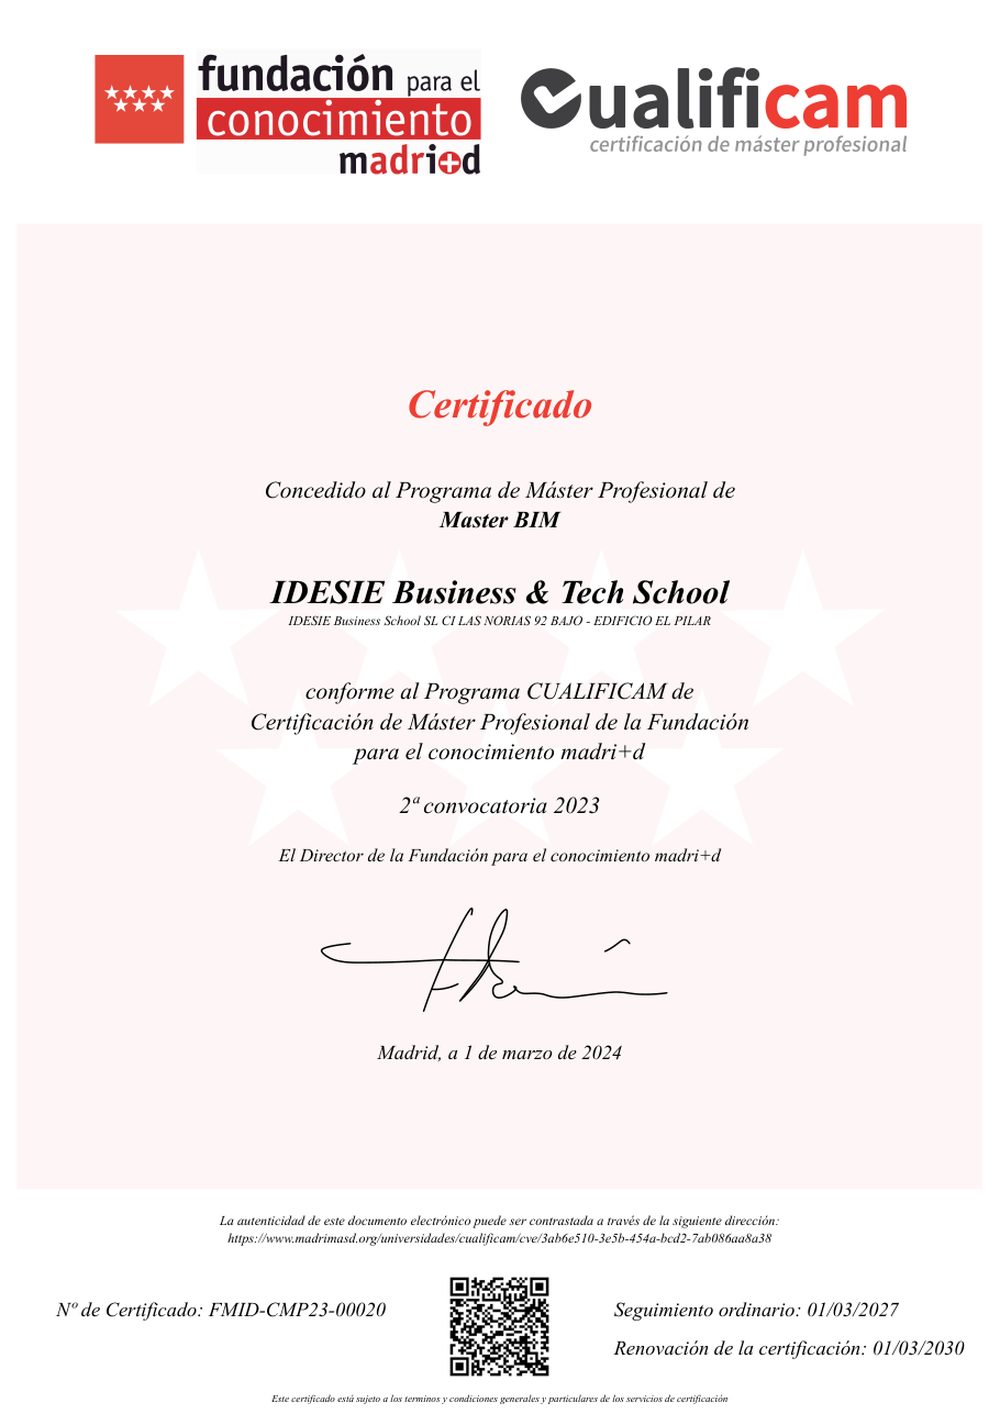 fundación para el
conocimiento
madri+d
Cualificam
certificación de máster profesional
Certificado
Concedido al Programa de Máster Profesional de
Master BIM
IDESIE Business & Tech School
IDESIE Business School SL CI LAS NORIAS 92 BAJO - EDIFICIO EL PILAR
conforme al Programa CUALIFICAM de
Certificación de Máster Profesional de la Fundación
para el conocimiento madri+d
2ª convocatoria 2023
El Director de la Fundación para el conocimiento madri+d
Madrid, a 1 de marzo de 2024
La autenticidad de este documento electrónico puede ser contrastada a través de la siguiente dirección:
https://www.madrimasd.org/universidades/cualificam/cve/3ab6e510-3e5b-454a-bcd2-7ab086aa8a38
Nº de Certificado: FMID-CMP23-00020
Seguimiento ordinario: 01/03/2027
Renovación de la certificación: 01/03/2030
Este certificado está sujeto a los terminos y condiciones generales y particulares de los servicios de certificación